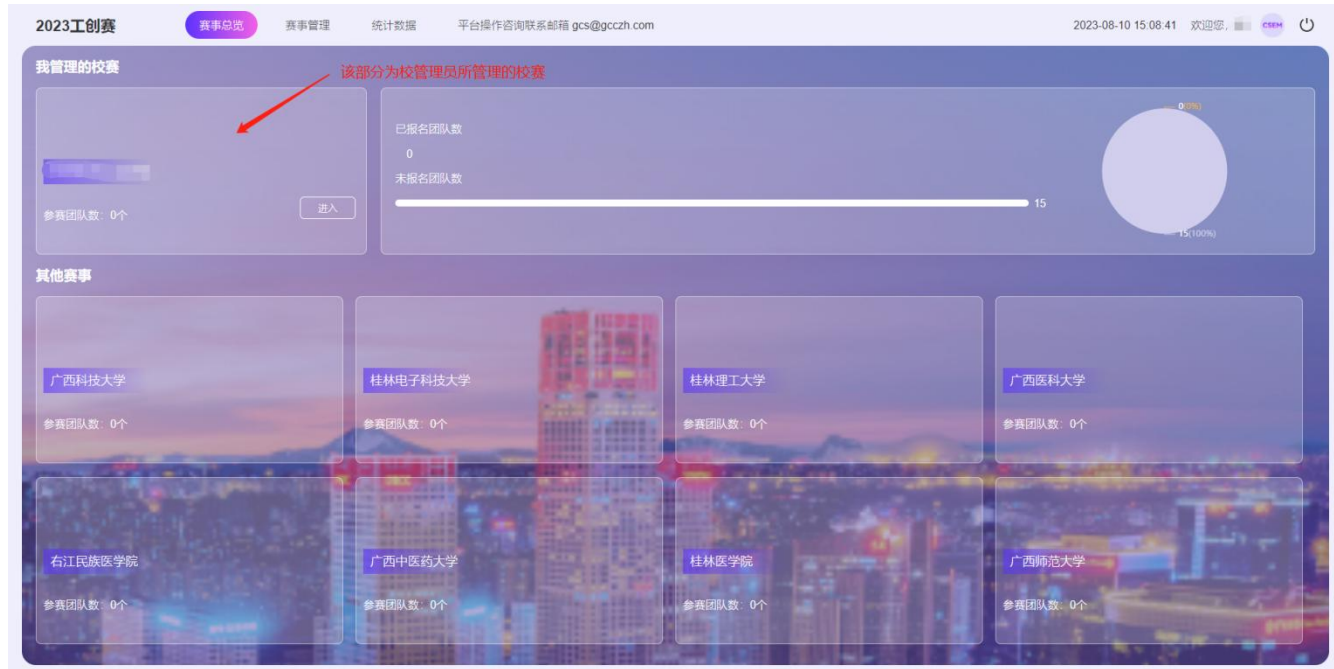 2023工创赛 赛事总览 赛事管理 统计数据 平台操作咨询联系邮箱 gcs@gcczh.com 2023-08-10 15:08:41 欢迎您, CSEM
我管理的校赛
该部分为校管理员所管理的校赛
0(0%)
已报名团队数
0
未报名团队数
15
参赛团队数: 0个 进入
15(100%)
其他赛事
广西科技大学 桂林电子科技大学 桂林理工大学 广西医科大学
参赛团队数: 0个 参赛团队数: 0个 参赛团队数: 0个 参赛团队数: 0个
右江民族医学院 广西中医药大学 桂林医学院 广西师范大学
参赛团队数: 0个 参赛团队数: 0个 参赛团队数: 0个 参赛团队数: 0个